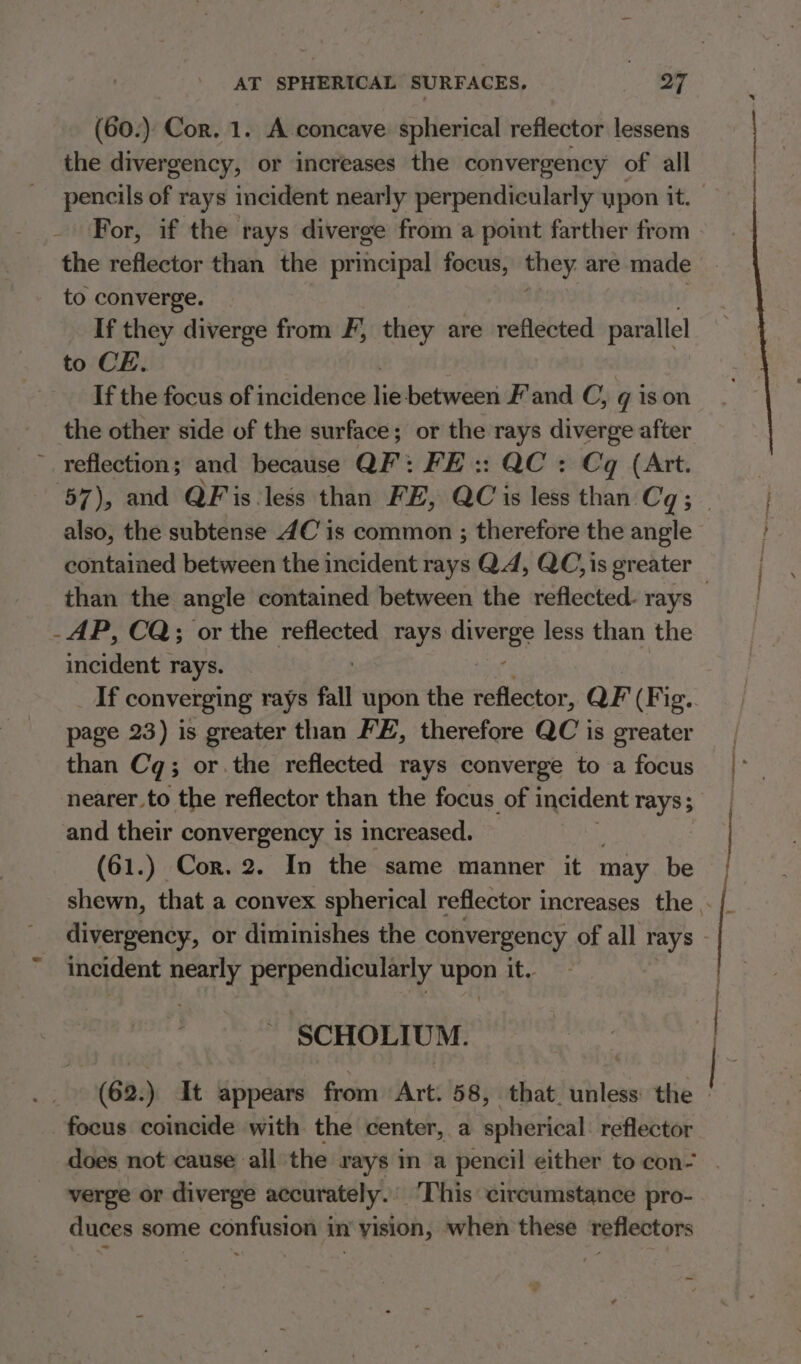 AT SPHERICAL SURFACES. 27
(60.) Cor. 1. A concave spherical reflector lessens
the divergency, or increases the convergency of all
pencils of rays incident nearly perpendicularly upon it.
For, if the rays diverge from a point farther from
the reflector than the principal focus, they are made
to converge.
If they diverge from F, they are reflected parallel
to CE.
If the focus of incidence lie between F and C, q is on
the other side of the surface; or the rays diverge after
reflection; and because QF : FE :: QC : Cq (Art.
57), and QF is less than FE, QC is less than Cq;
also, the subtense AC is common ; therefore the angle
contained between the incident rays QA, QC, is greater
than the angle contained between the reflected rays
AP, CQ; or the reflected rays diverge less than the
incident rays.
If converging rays fall upon the reflector, QF (Fig.
page 23) is greater than FE, therefore QC is greater
than Cq; or the reflected rays converge to a focus
nearer to the reflector than the focus of incident rays;
and their convergency is increased.
(61.) Cor. 2. In the same manner it may be
shewn, that a convex spherical reflector increases the
divergency, or diminishes the convergency of all rays
incident nearly perpendicularly upon it.
SCHOLIUM.
(62.) It appears from Art. 58, that unless the
focus coincide with the center, a spherical reflector
does not cause all the rays in a pencil either to con-
verge or diverge accurately. This circumstance pro-
duces some confusion in vision, when these reflectors